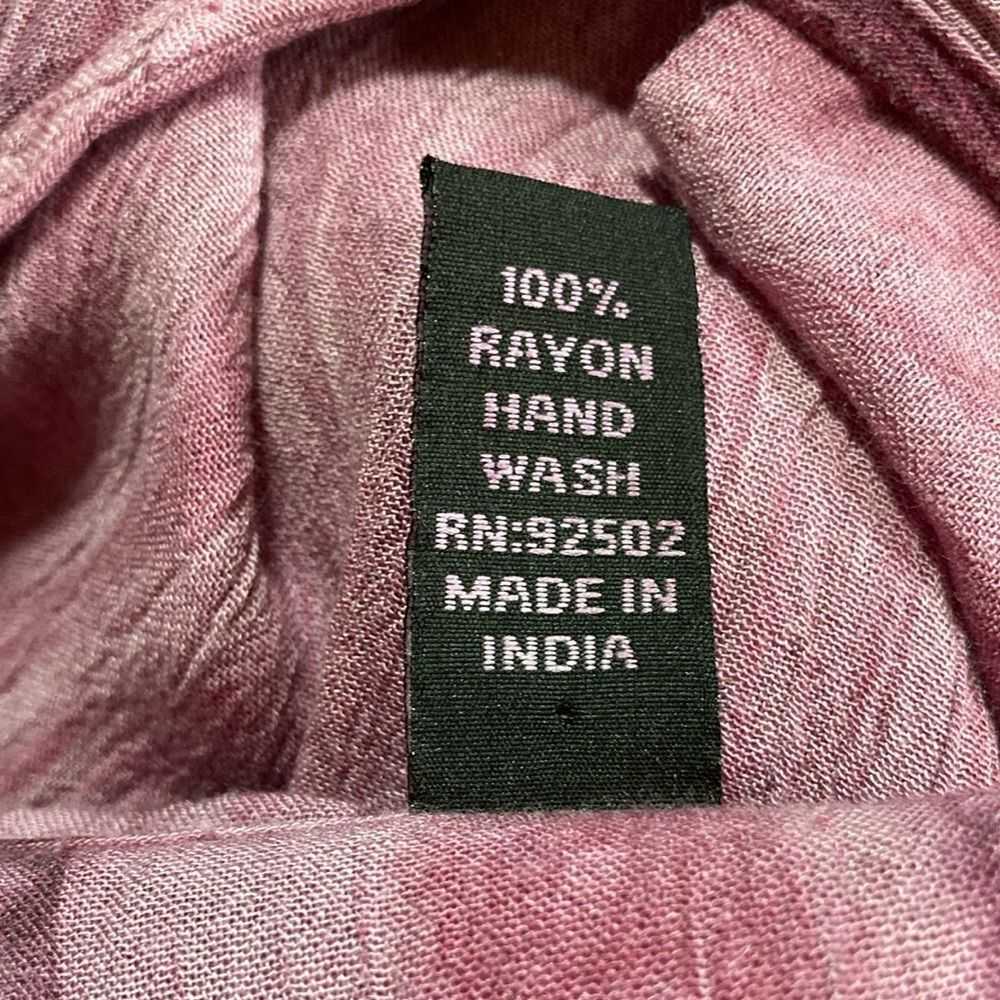 100%
RAYON
HAND
WASH
RN:92502
MADE IN
INDIA